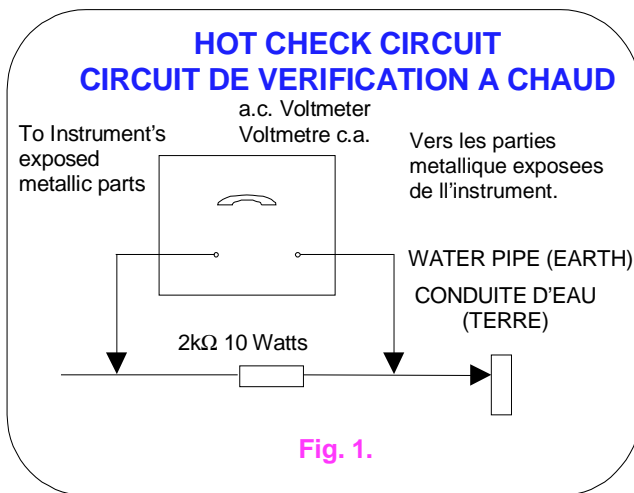 HOT CHECK CIRCUIT
CIRCUIT DE VERIFICATION A CHAUD
a.c. Voltmeter
Voltmetre c.a.
To Instrument's
exposed
metallic parts
Vers les parties
metallique exposees
de ll'instrument.
WATER PIPE (EARTH)
CONDUITE D'EAU
(TERRE)
2kΩ 10 Watts
Fig. 1.